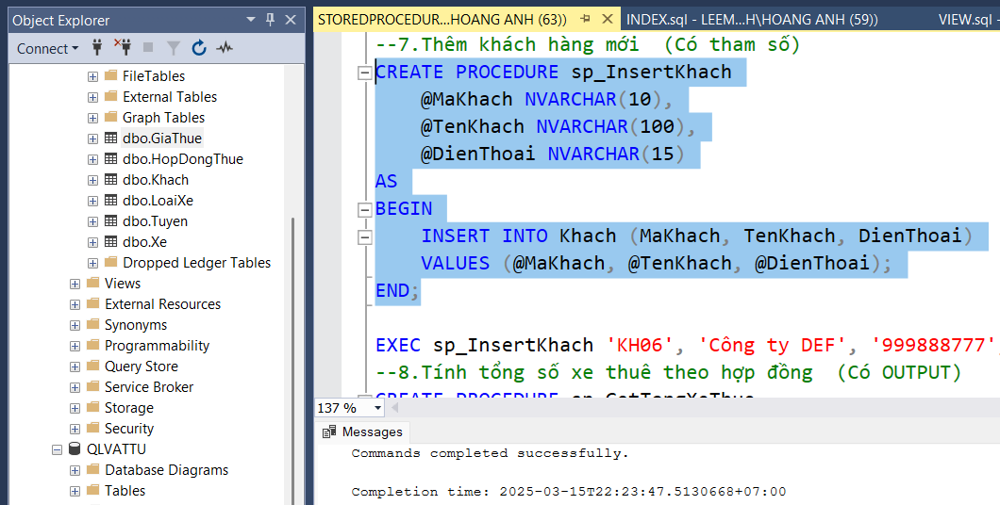 Object Explorer
Connect
FileTables
External Tables
Graph Tables
dbo.GiaThue
dbo.HopDongThue
dbo.Khach
dbo.LoaiXe
dbo.Tuyen
dbo.Xe
Dropped Ledger Tables
Views
External Resources
Synonyms
Programmability
Query Store
Service Broker
Storage
Security
QLVATTU
Database Diagrams
Tables
STOREDPROCEDUR...HOANG ANH (63))
INDEX.sql - LEEM...H\HOANG ANH (59))
VIEW.sql -
--7.Thêm khách hàng mới  (Có tham số)
CREATE PROCEDURE sp_InsertKhach
@MaKhach NVARCHAR(10),
@TenKhach NVARCHAR(100),
@DienThoai NVARCHAR(15)
AS
BEGIN
INSERT INTO Khach (MaKhach, TenKhach, DienThoai)
VALUES (@MaKhach, @TenKhach, @DienThoai);
END;
EXEC sp_InsertKhach 'KH06', 'Công ty DEF', '999888777'
--8.Tính tổng số xe thuê theo hợp đồng  (Có OUTPUT)
CREATE PROCEDURE sp_GetTongXeThue
137 %
Messages
Commands completed successfully.
Completion time: 2025-03-15T22:23:47.5130668+07:00